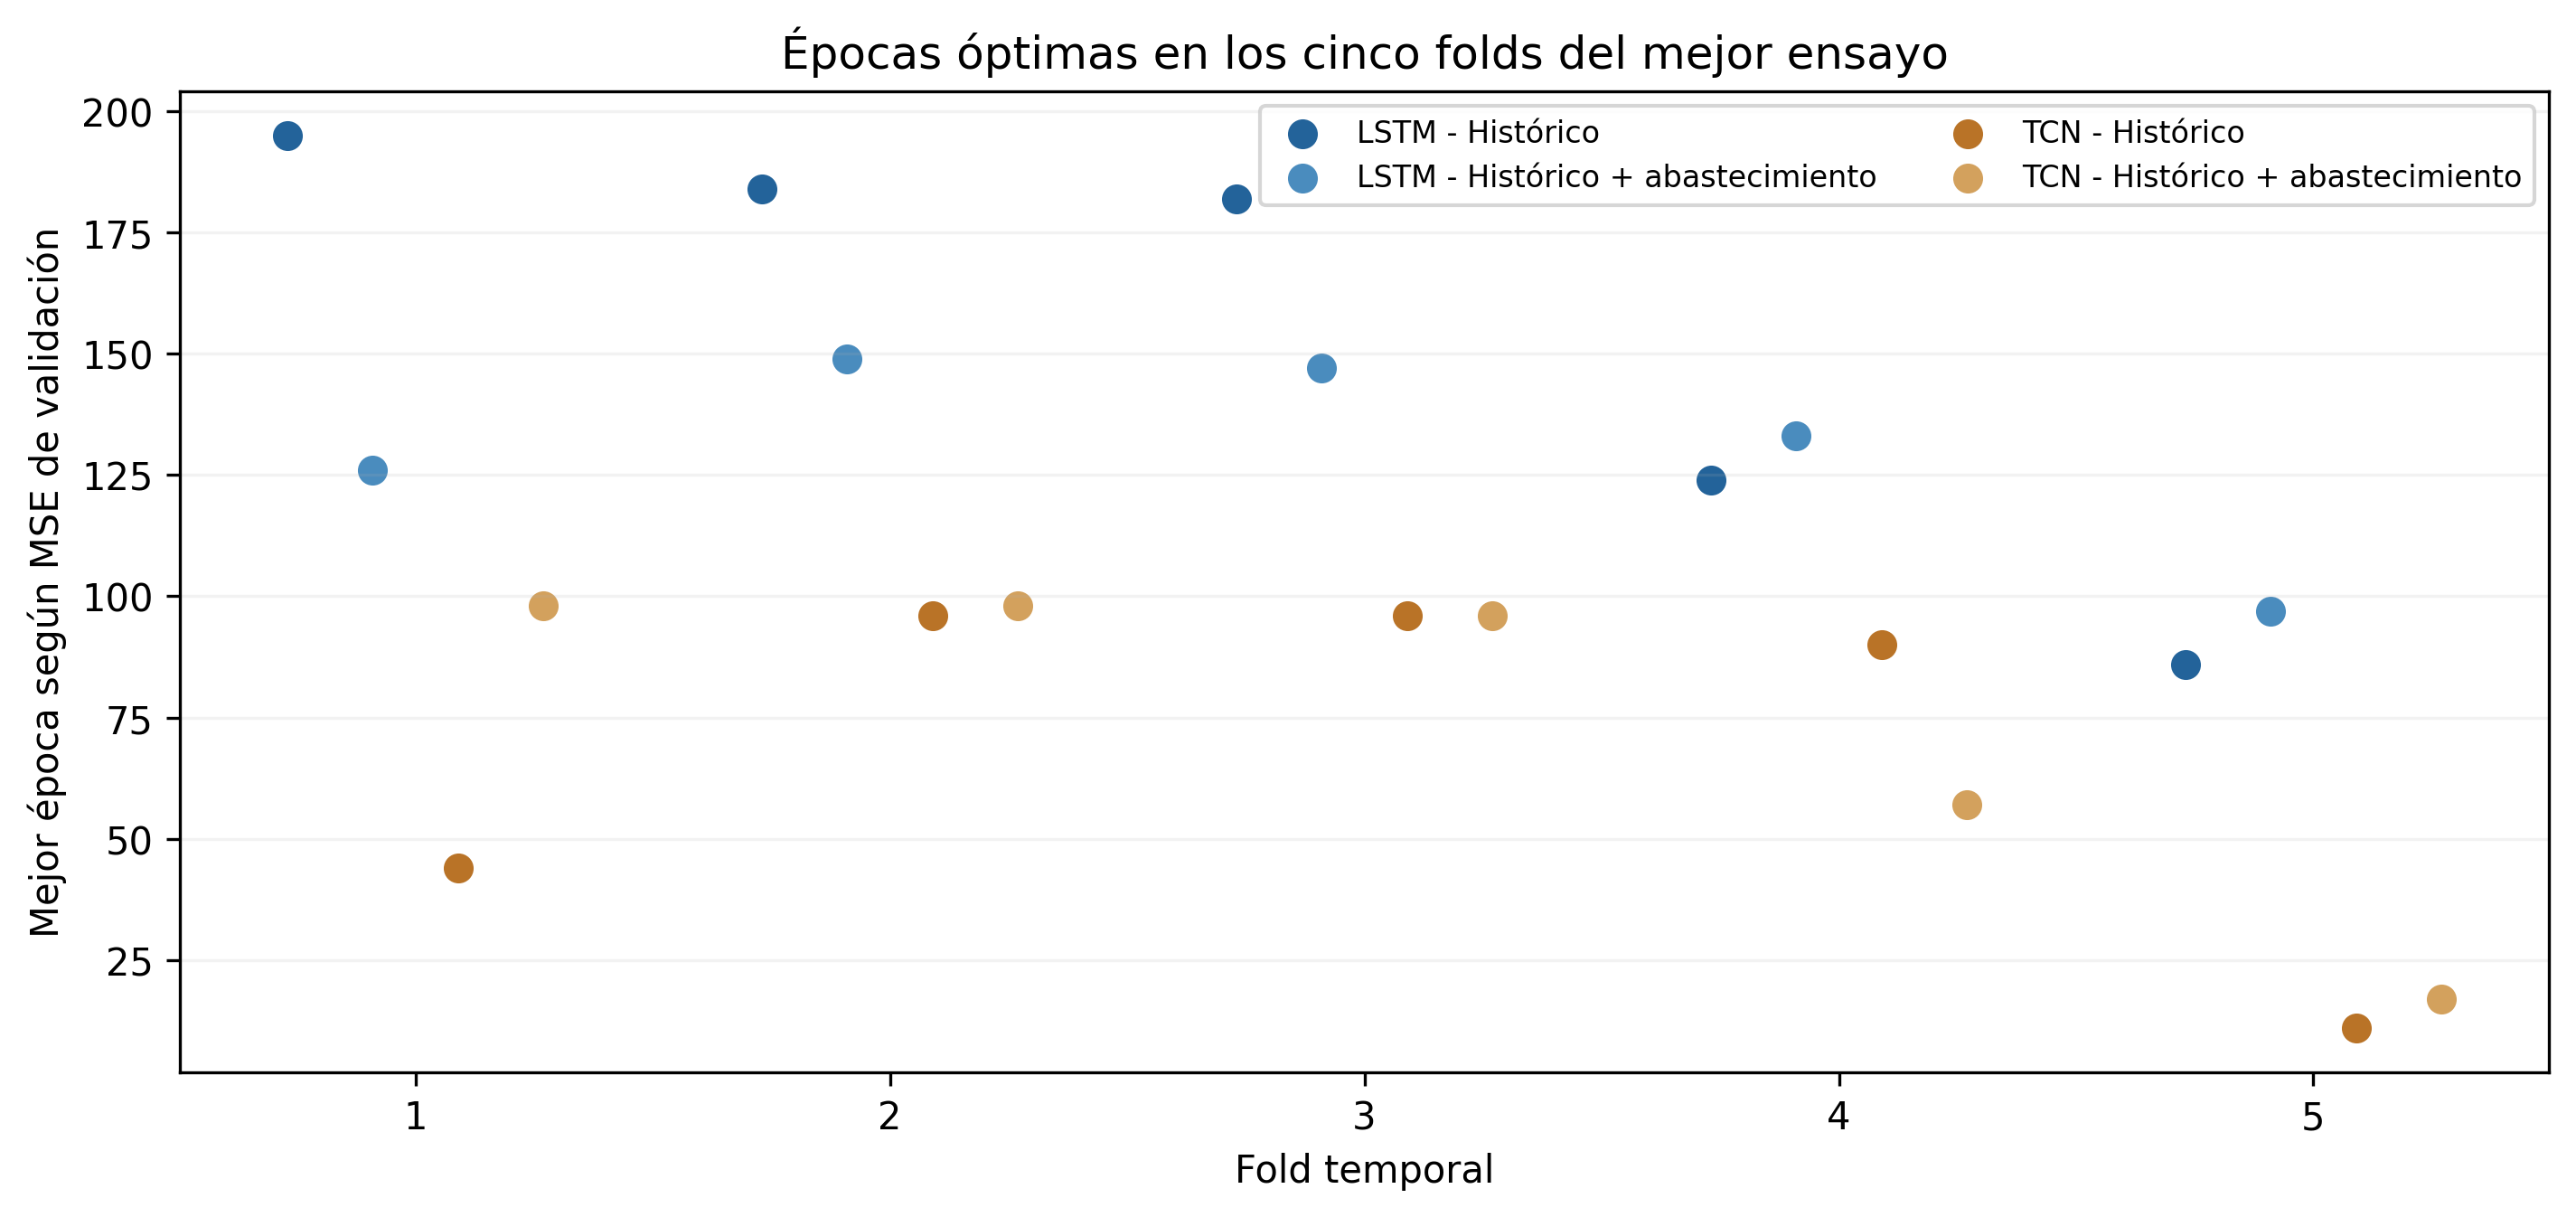 Épocas óptimas en los cinco folds del mejor ensayo
LSTM - Histórico
LSTM - Histórico + abastecimiento
TCN - Histórico
TCN - Histórico + abastecimiento
Mejor época según MSE de validación
200
175
150
125
100
75
50
25
1 2 3 4 5
Fold temporal